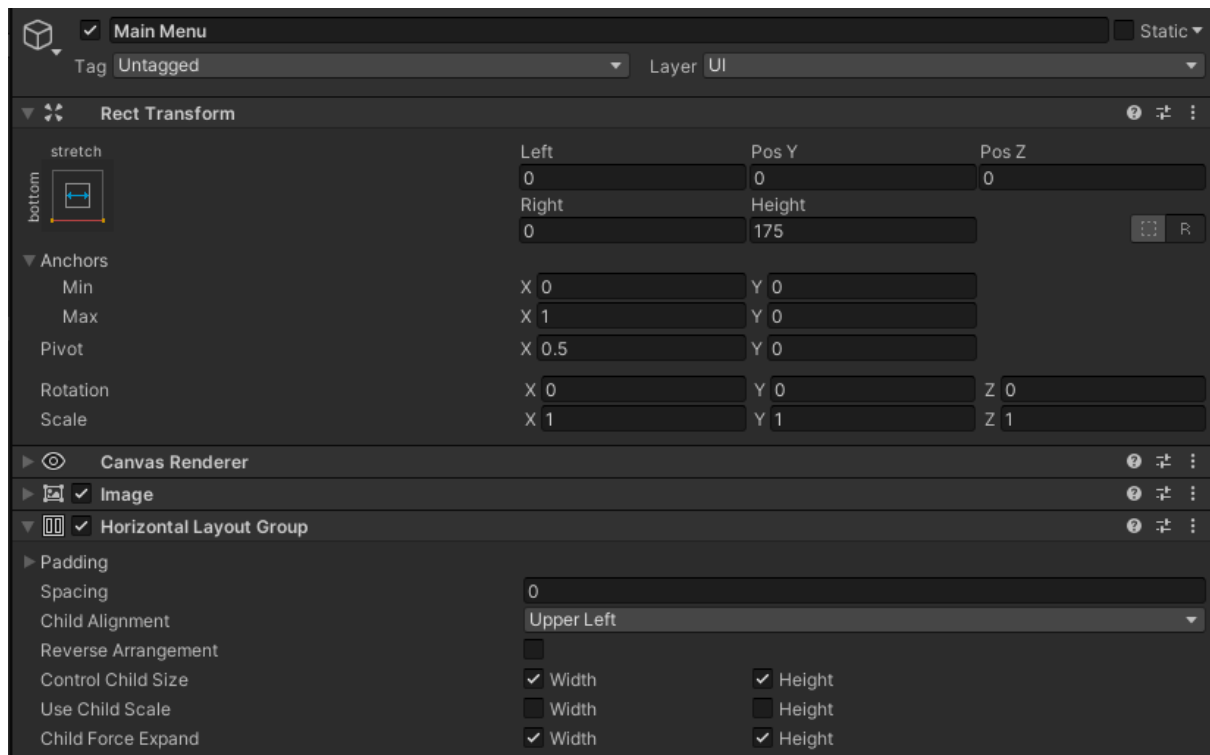 Main Menu Static
Tag Untagged Layer UI
Rect Transform
stretch Left Pos Y Pos Z
bottom 0 0 0
Right Height
0 175 R
Anchors
Min X 0 Y 0
Max X 1 Y 0
Pivot X 0.5 Y 0
Rotation X 0 Y 0 Z 0
Scale X 1 Y 1 Z 1
Canvas Renderer
Image
Horizontal Layout Group
Padding
Spacing 0
Child Alignment Upper Left
Reverse Arrangement
Control Child Size Width Height
Use Child Scale Width Height
Child Force Expand Width Height